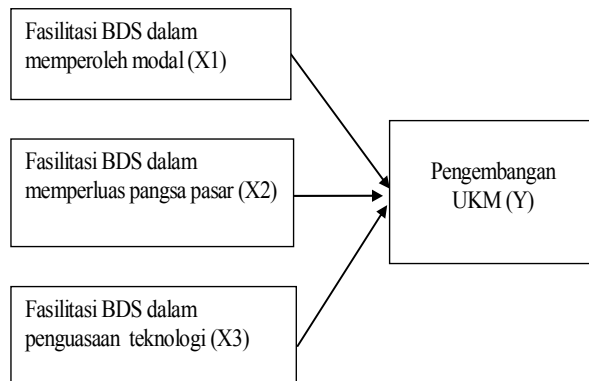 Fasilitasi BDS dalam
memperoleh modal (X1)
Fasilitasi BDS dalam
memperluas pangsa pasar (X2)
Pengembangan
UKM (Y)
Fasilitasi BDS dalam
penguasaan teknologi (X3)